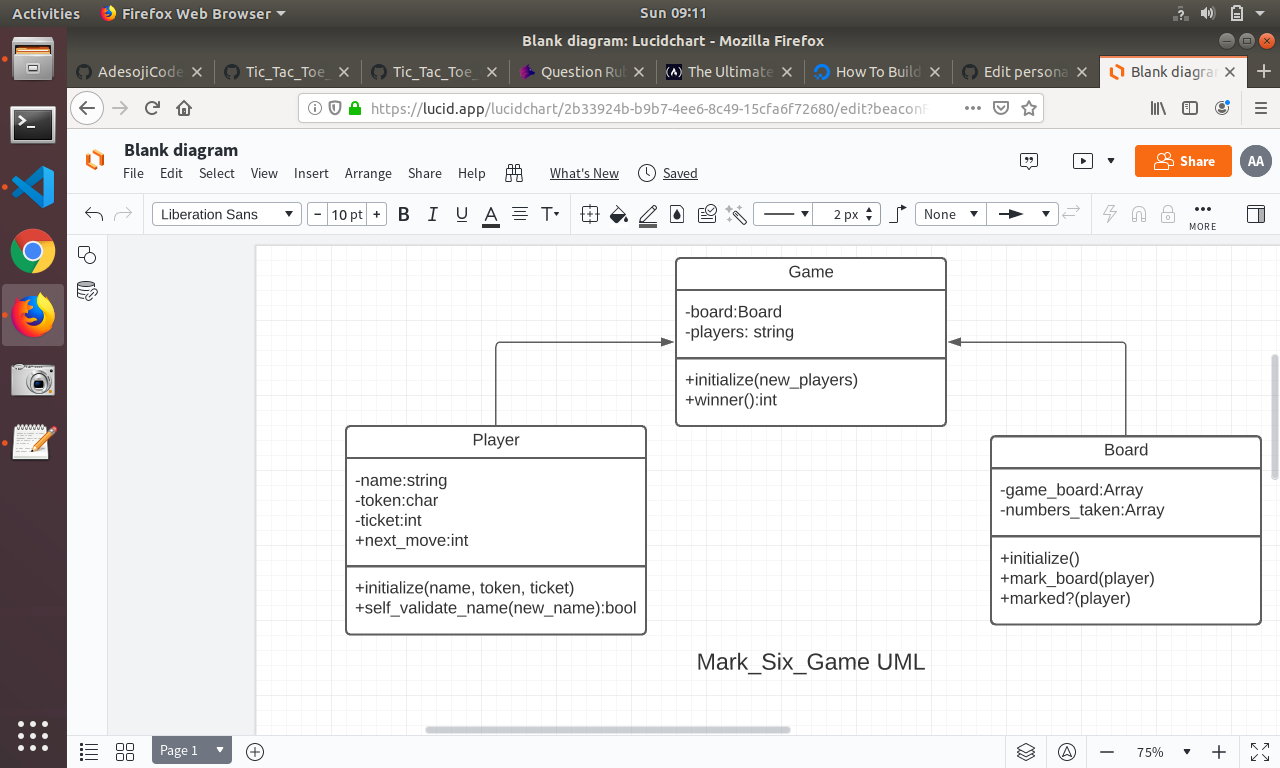 Activities Firefox Web Browser Sun 09:11
Blank diagram: Lucidchart - Mozilla Firefox
AdesojiCode Tic_Tac_Toe_ Tic_Tac_Toe_ Question Rub The Ultimate How To Build Edit persona Blank diagrar
https://lucid.app/lucidchart/2b33924b-b9b7-4ee6-8c49-15cfa6f72680/edit?beaconF
Blank diagram
File Edit Select View Insert Arrange Share Help What's New Saved Share AA
Liberation Sans 10 pt B I U A T 2 px None MORE
Game
-board:Board
-players: string
+initialize(new_players)
+winner():int
Player
-name:string
-token:char
-ticket:int
+next_move:int
+initialize(name, token, ticket)
+self_validate_name(new_name):bool
Board
-game_board:Array
-numbers_taken:Array
+initialize()
+mark_board(player)
+marked?(player)
Mark_Six_Game UML
Page 1 75%